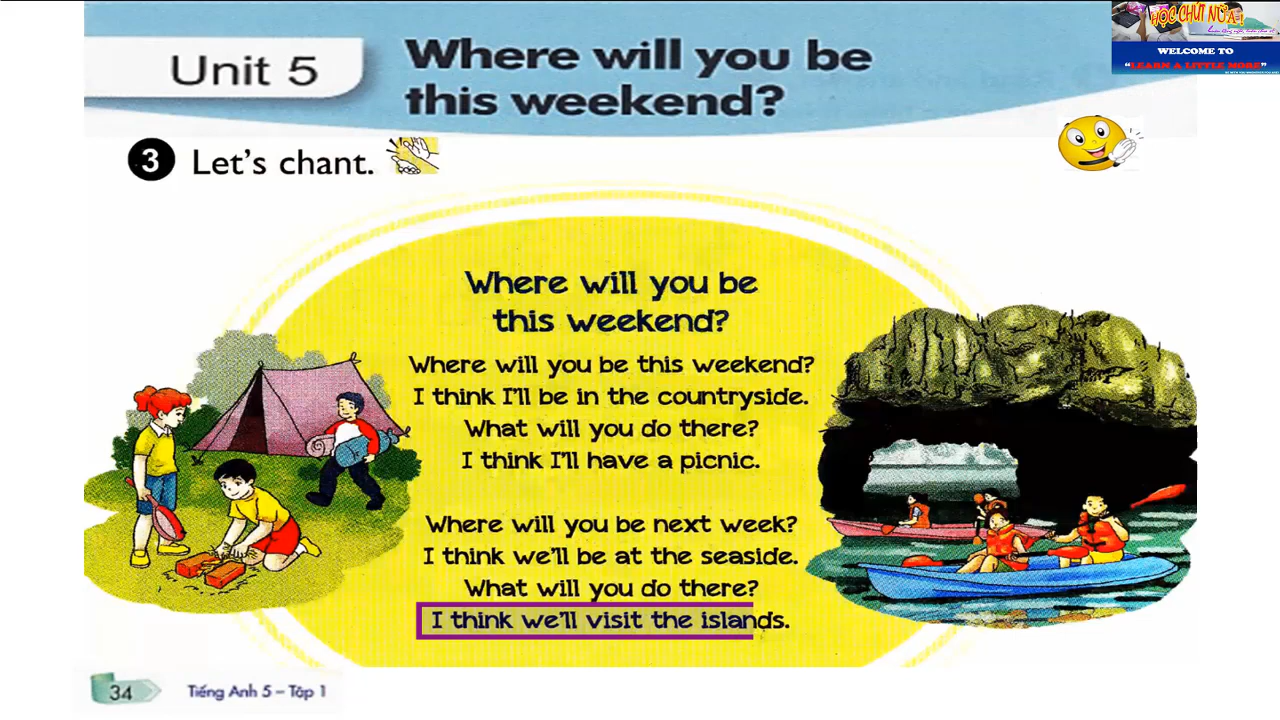 HỌC CHÚT NỮA-!
WELCOME TO
"LEARN A LITTLE MORE"
Unit 5
Where will you be
this weekend?
3 Let's chant.
Where will you be
this weekend?
Where will you be this weekend?
I think I'll be in the countryside.
What will you do there?
I think I'll have a picnic.
Where will you be next week?
I think we'll be at the seaside.
What will you do there?
I think we'll visit the islands.
34 Tiếng Anh 5 – Tập 1